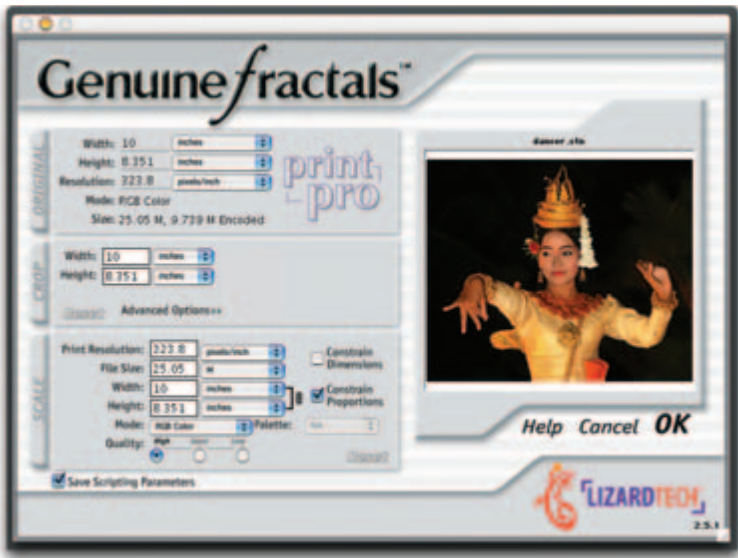 Genuine fractals™
ORIGINAL
Width: 10 inches
Height: 8.351 inches
Resolution: 323.8 pixels/inch
Mode: RGB Color
Size: 25.05 M, 9.739 M Encoded
print pro
CROP
Width: 10 inches
Height: 8.351 inches
Reset Advanced Options>>
SCALE
Print Resolution: 323.8 pixels/inch
File Size: 25.05 M
Width: 10 inches
Height: 8.351 inches
Mode: RGB Color Palette:
Quality: High
Constrain Dimensions
Constrain Proportions
Reset
Save Scripting Parameters
dancer.stn
Help Cancel OK
LIZARDTECH
2.5.1